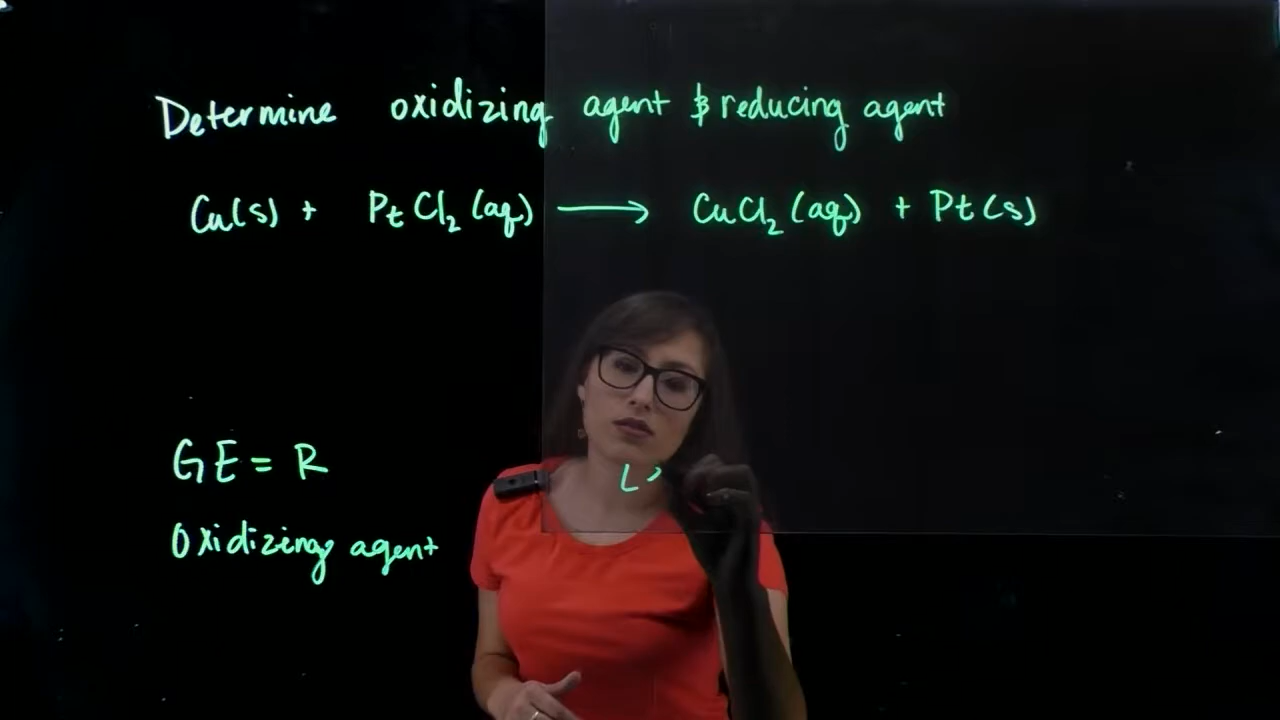 Determine oxidizing agent & reducing agent
Cu(s) + PtCl₂(aq) ⟶ CuCl₂(aq) + Pt(s)
GE = R
L
Oxidizing agent